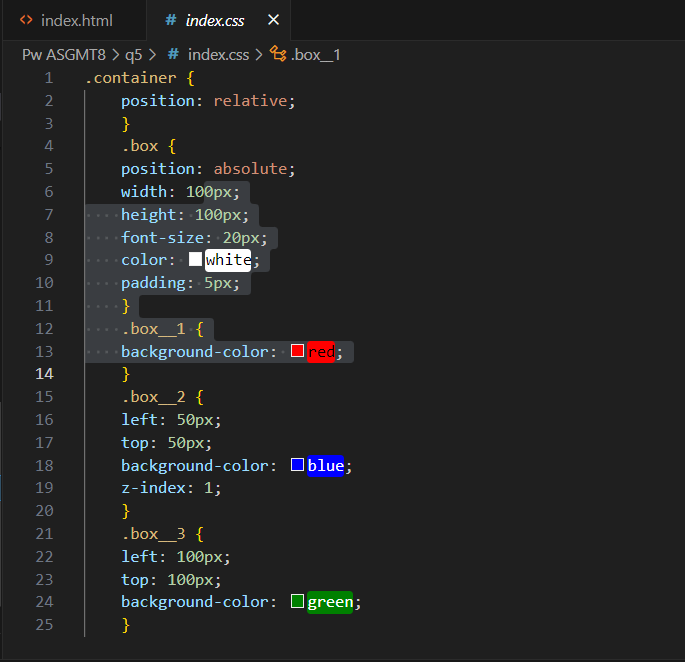 index.html
# index.css ×
Pw ASGMT8 > q5 > # index.css > .box__1
1 .container {
2 position: relative;
3 }
4 .box {
5 position: absolute;
6 width: 100px;
7 height: 100px;
8 font-size: 20px;
9 color: white;
10 padding: 5px;
11 }
12 .box__1 {
13 background-color: red;
14 }
15 .box__2 {
16 left: 50px;
17 top: 50px;
18 background-color: blue;
19 z-index: 1;
20 }
21 .box__3 {
22 left: 100px;
23 top: 100px;
24 background-color: green;
25 }